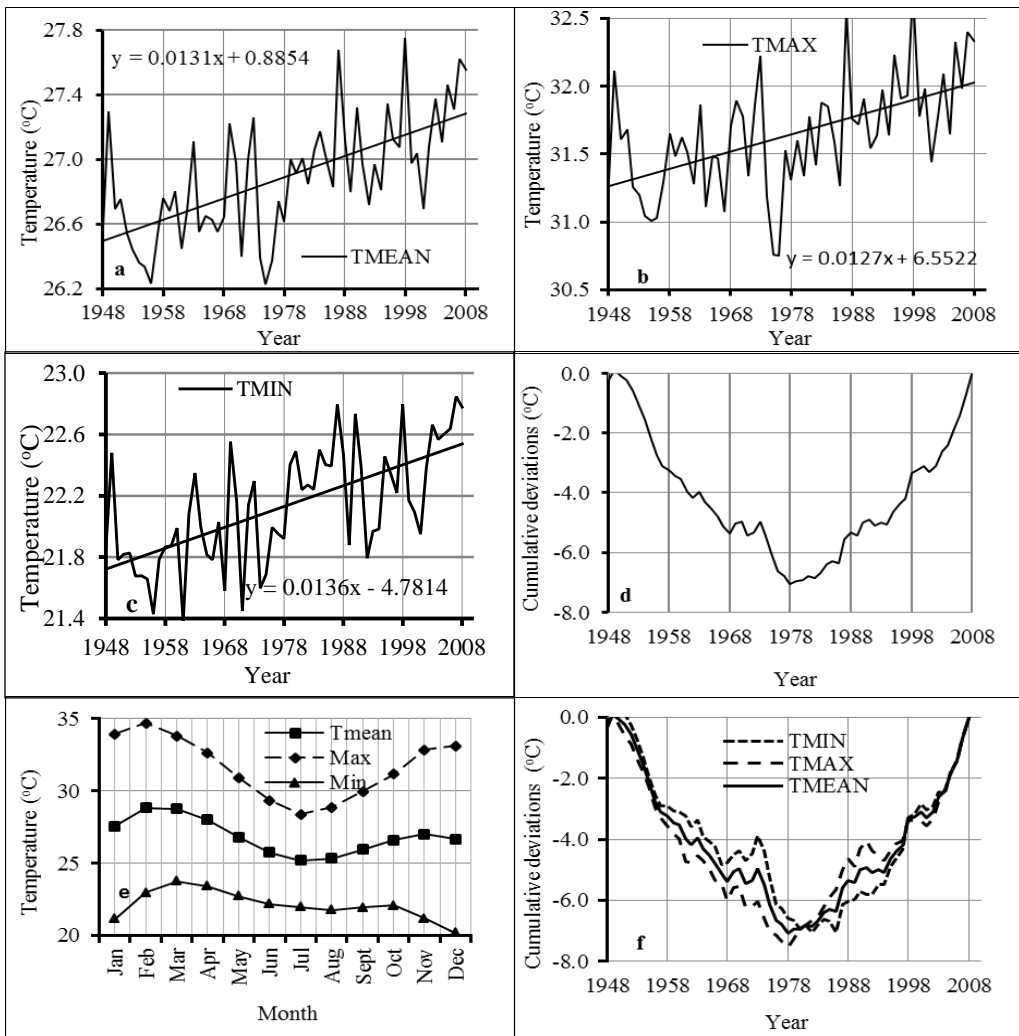 27.8
27.4
27.0
26.6
26.2
Temperature (°C)
y = 0.0131x + 0.8854
TMEAN
a
1948 1958 1968 1978 1988 1998 2008
Year
32.5
32.0
31.5
31.0
30.5
Temperature (°C)
TMAX
y = 0.0127x + 6.5522
b
1948 1958 1968 1978 1988 1998 2008
Year
23.0
22.6
22.2
21.8
21.4
Temperature (°C)
TMIN
y = 0.0136x - 4.7814
c
1948 1958 1968 1978 1988 1998 2008
Year
0.0
-2.0
-4.0
-6.0
-8.0
Cumulative deviations (°C)
d
1948 1958 1968 1978 1988 1998 2008
Year
35
30
25
20
Temperature (°C)
Tmean
Max
Min
e
Jan Feb Mar Apr May Jun Jul Aug Sept Oct Nov Dec
Month
0.0
-2.0
-4.0
-6.0
-8.0
Cumulative deviations (°C)
TMIN
TMAX
TMEAN
f
1948 1958 1968 1978 1988 1998 2008
Year